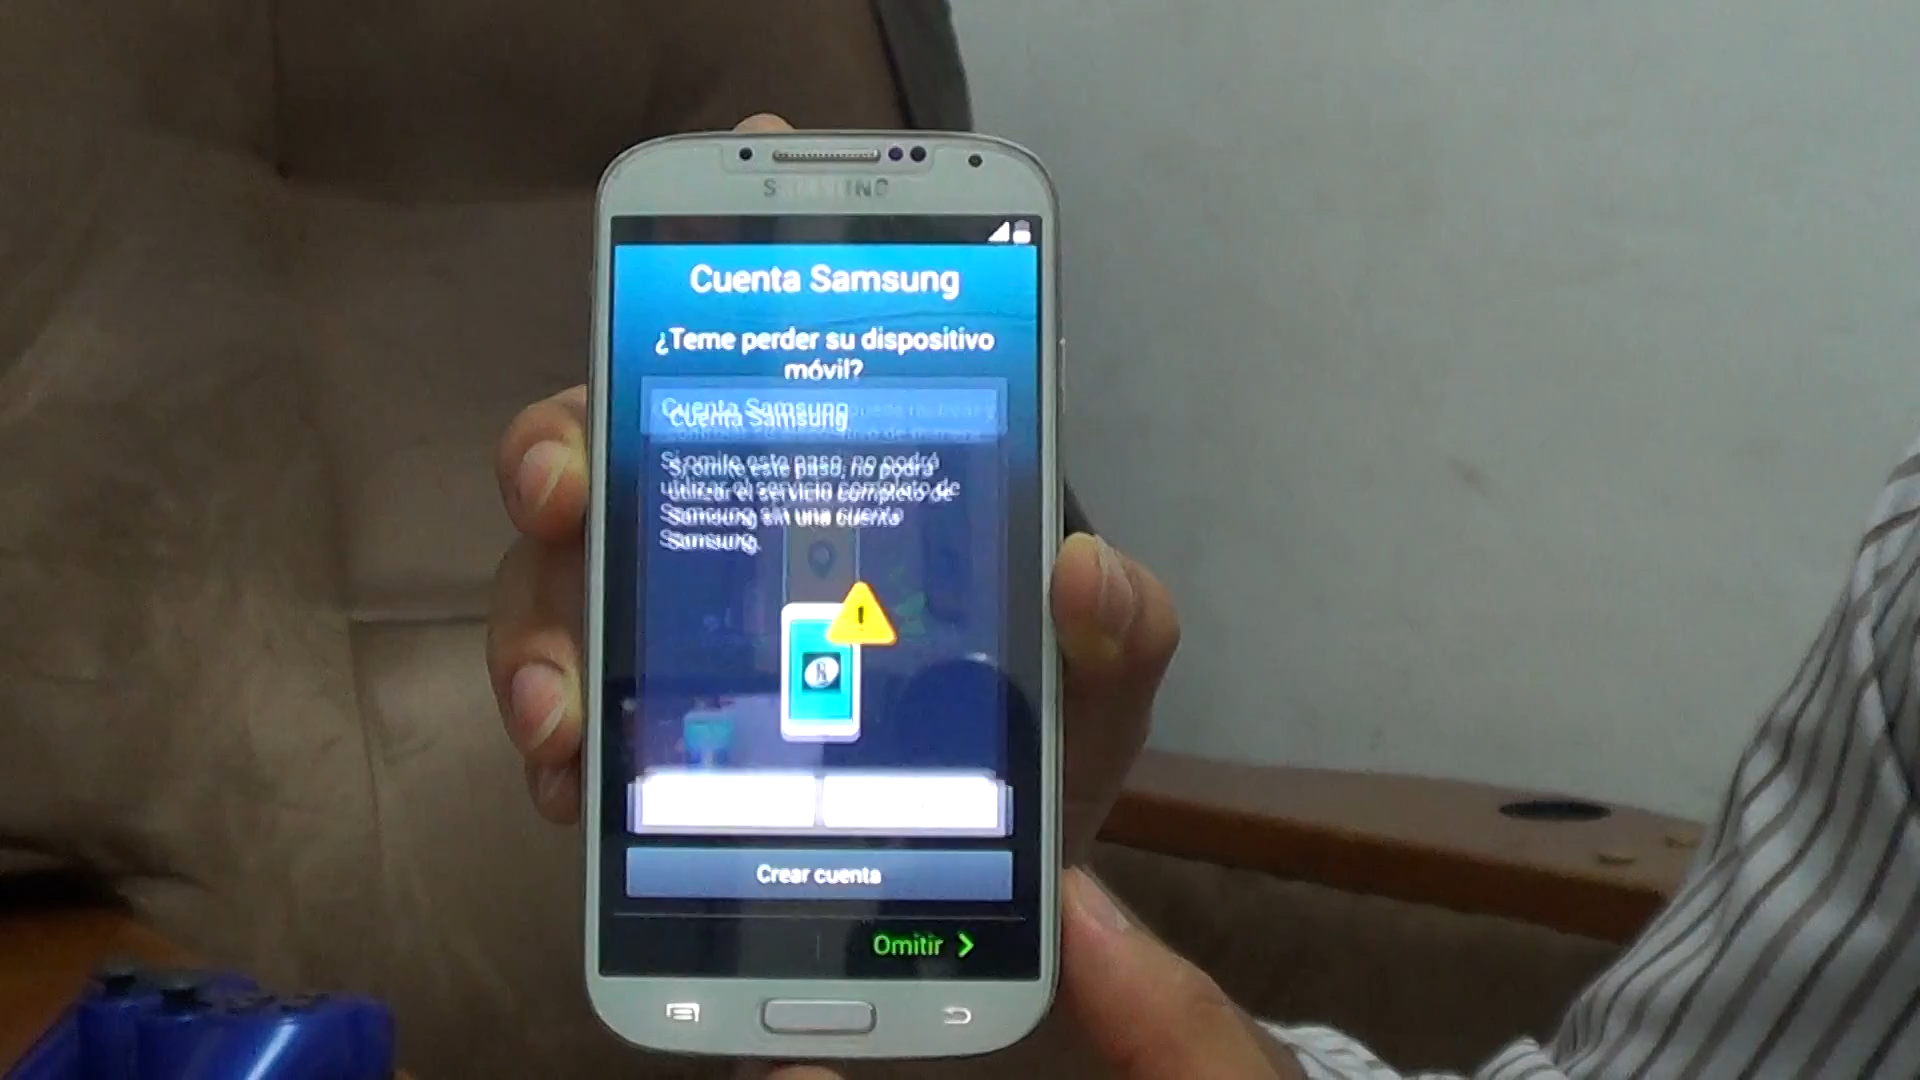 SAMSUNG
Cuenta Samsung
¿Teme perder su dispositivo
móvil?
Cuenta Samsung
Si omite este paso, no podrá
utilizar el servicio completo de
Samsung sin una cuenta
Samsung.
Crear cuenta
Omitir